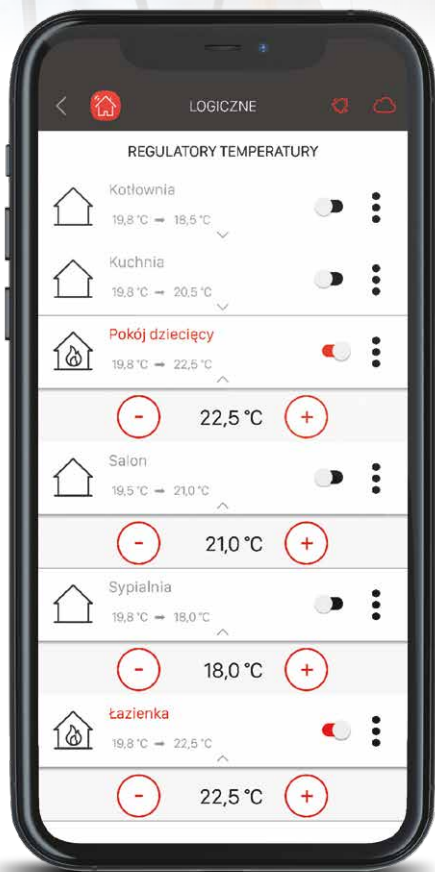 LOGICZNE
REGULATORY TEMPERATURY
Kotłownia
19,8 °C ➡ 18,5 °C
Kuchnia
19,8 °C ➡ 20,5 °C
Pokój dziecięcy
19,8 °C ➡ 22,5 °C
- 22,5 °C +
Salon
19,5 °C ➡ 21,0 °C
- 21,0 °C +
Sypialnia
19,8 °C ➡ 18,0 °C
- 18,0 °C +
Łazienka
19,8 °C ➡ 22,5 °C
- 22,5 °C +